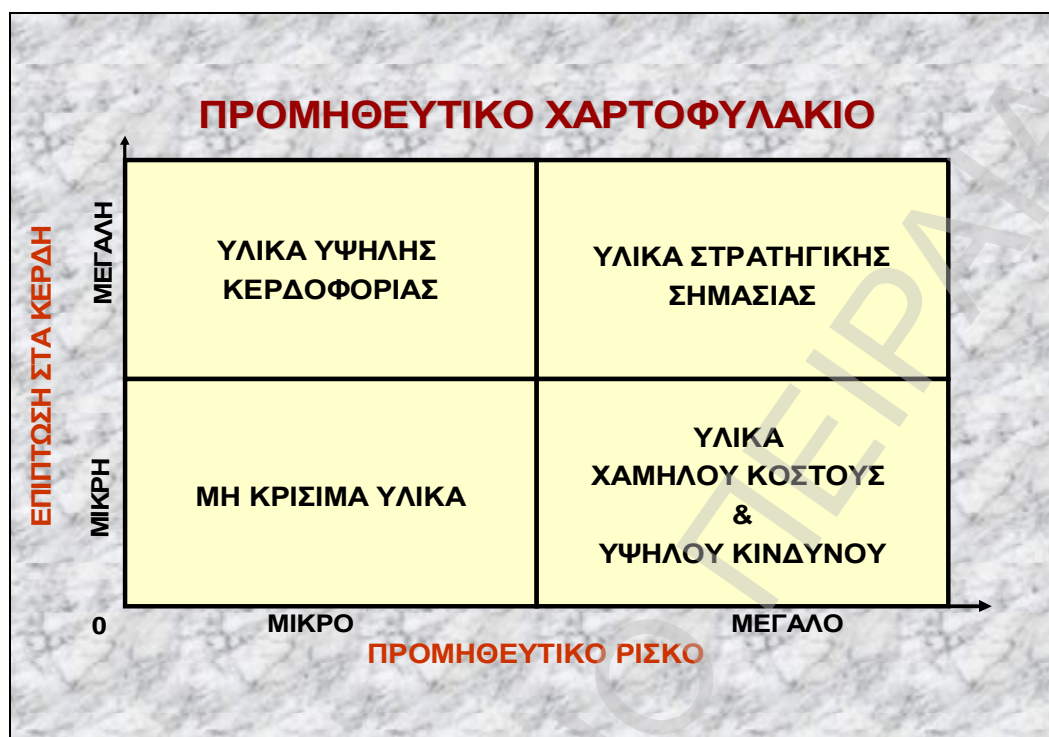 ΠΡΟΜΗΘΕΥΤΙΚΟ ΧΑΡΤΟΦΥΛΑΚΙΟ
ΕΠΙΠΤΩΣΗ ΣΤΑ ΚΕΡΔΗ
ΜΕΓΑΛΗ
ΥΛΙΚΑ ΥΨΗΛΗΣ
ΚΕΡΔΟΦΟΡΙΑΣ
ΥΛΙΚΑ ΣΤΡΑΤΗΓΙΚΗΣ
ΣΗΜΑΣΙΑΣ
ΜΙΚΡΗ
ΜΗ ΚΡΙΣΙΜΑ ΥΛΙΚΑ
ΥΛΙΚΑ
ΧΑΜΗΛΟΥ ΚΟΣΤΟΥΣ
&
ΥΨΗΛΟΥ ΚΙΝΔΥΝΟΥ
0
ΜΙΚΡΟ
ΜΕΓΑΛΟ
ΠΡΟΜΗΘΕΥΤΙΚΟ ΡΙΣΚΟ